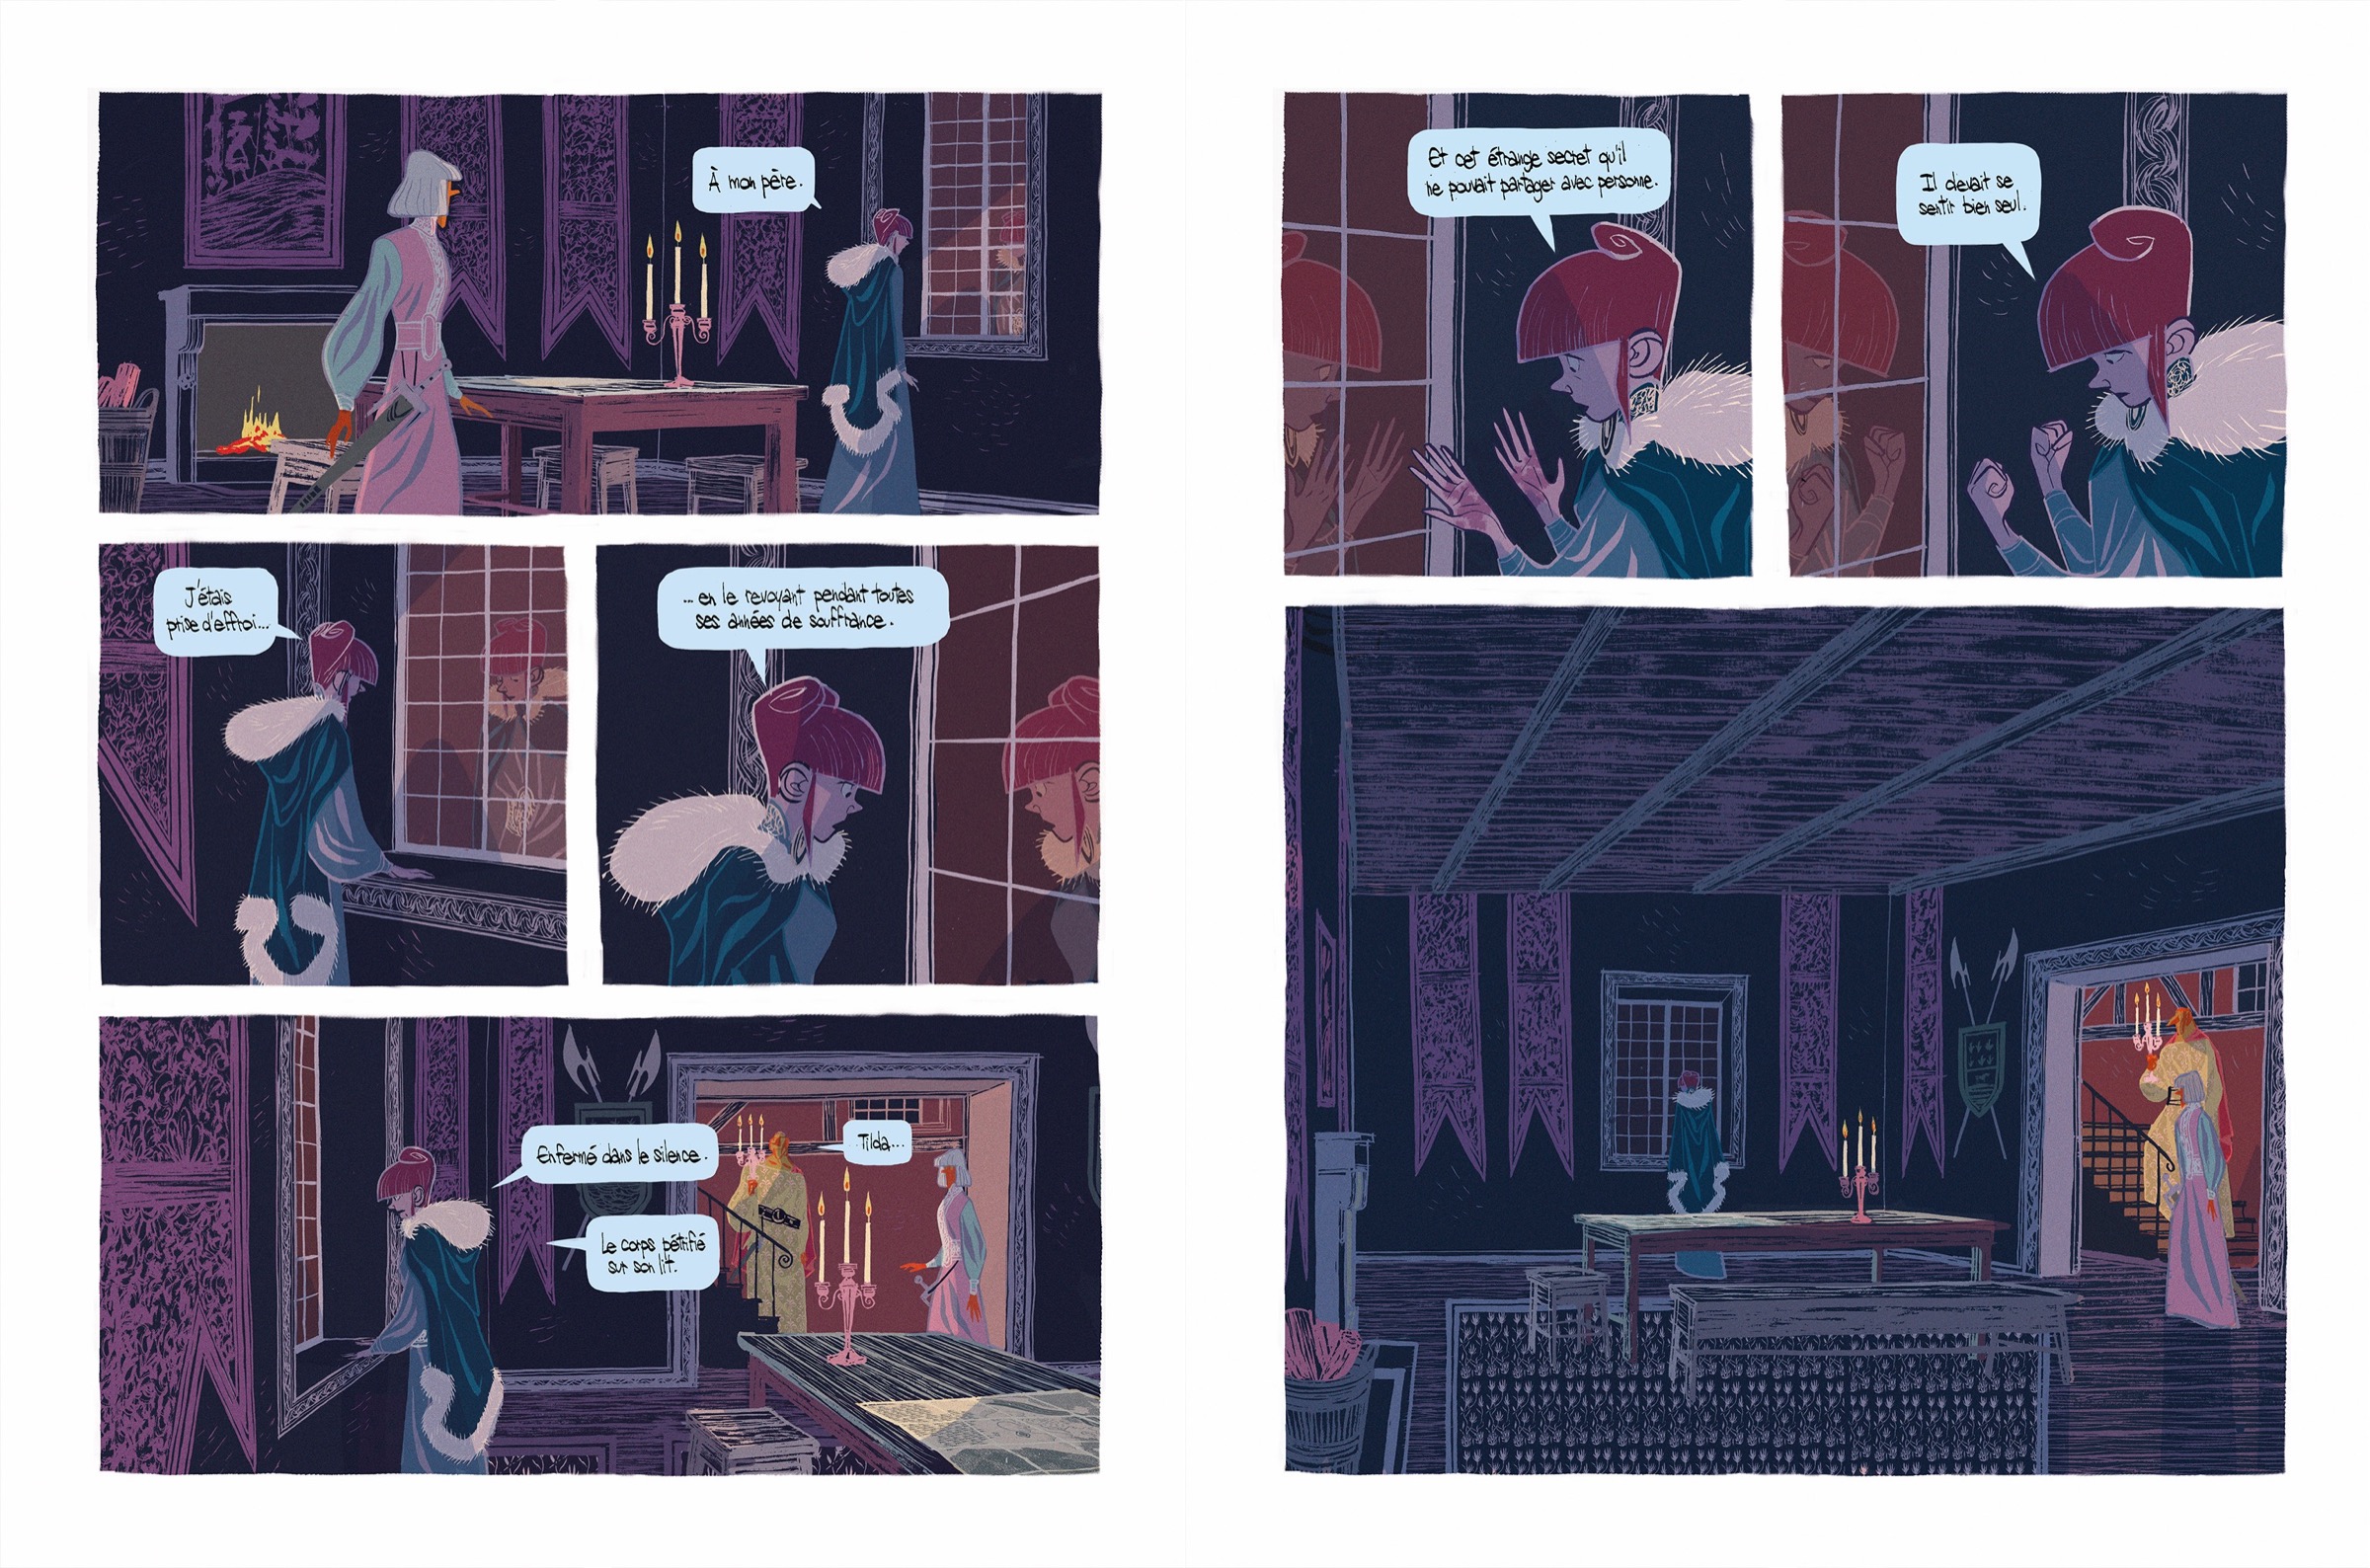 À mon père.
J'étais
prise d'effroi...
... en le revoyant pendant toutes
ses années de souffrance.
Enfermé dans le silence.
Tilda...
Le corps pétrifié
sur son lit.
Et cet étrange secret qu'il
ne pouvait partager avec personne.
Il devait se
sentir bien seul.